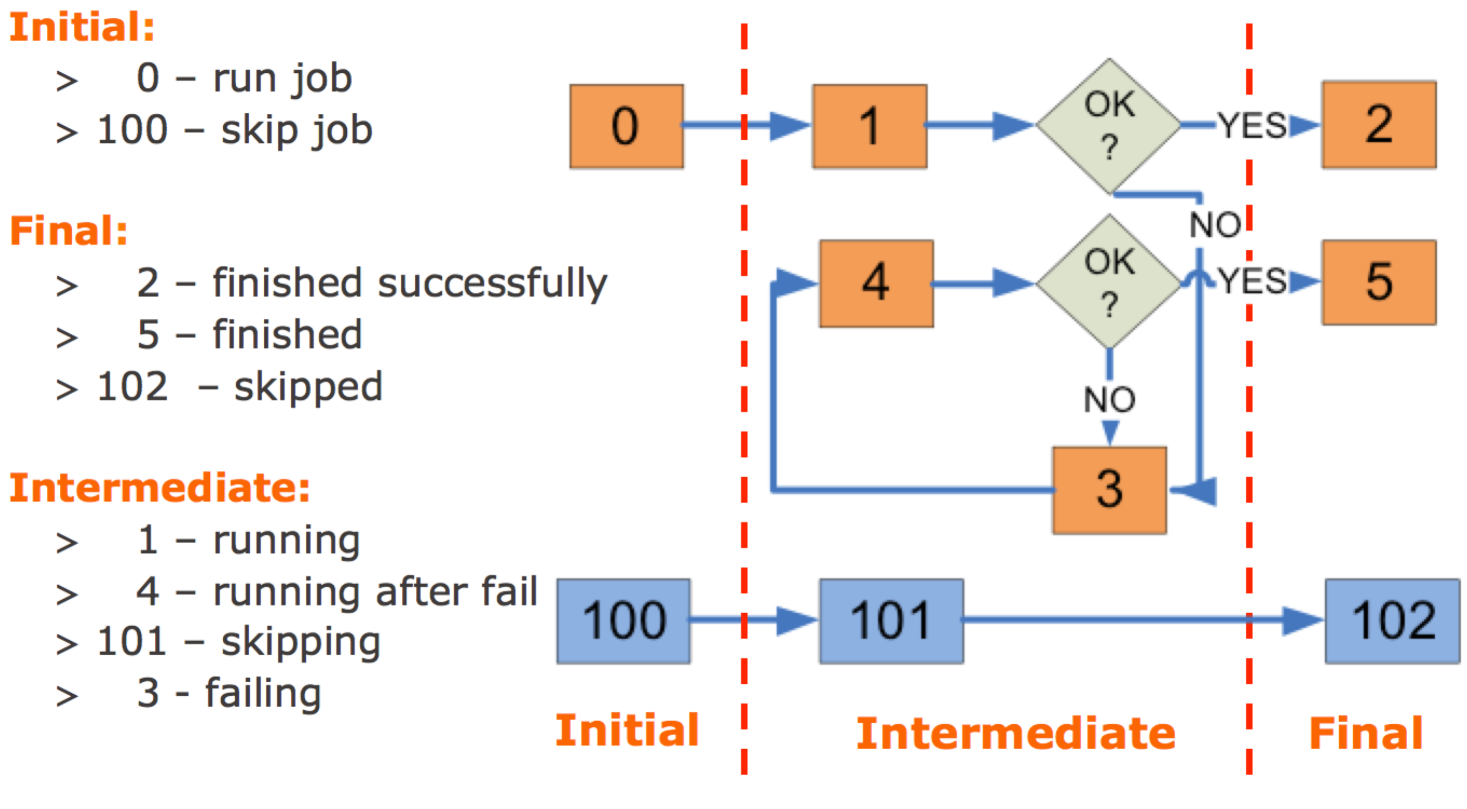 Initial:
> 0 – run job
> 100 – skip job
Final:
> 2 – finished successfully
> 5 – finished
> 102 – skipped
Intermediate:
> 1 – running
> 4 – running after fail
> 101 – skipping
> 3 - failing
0
1
OK
?
YES
2
NO
4
OK
?
YES
5
NO
3
100
101
102
Initial
Intermediate
Final